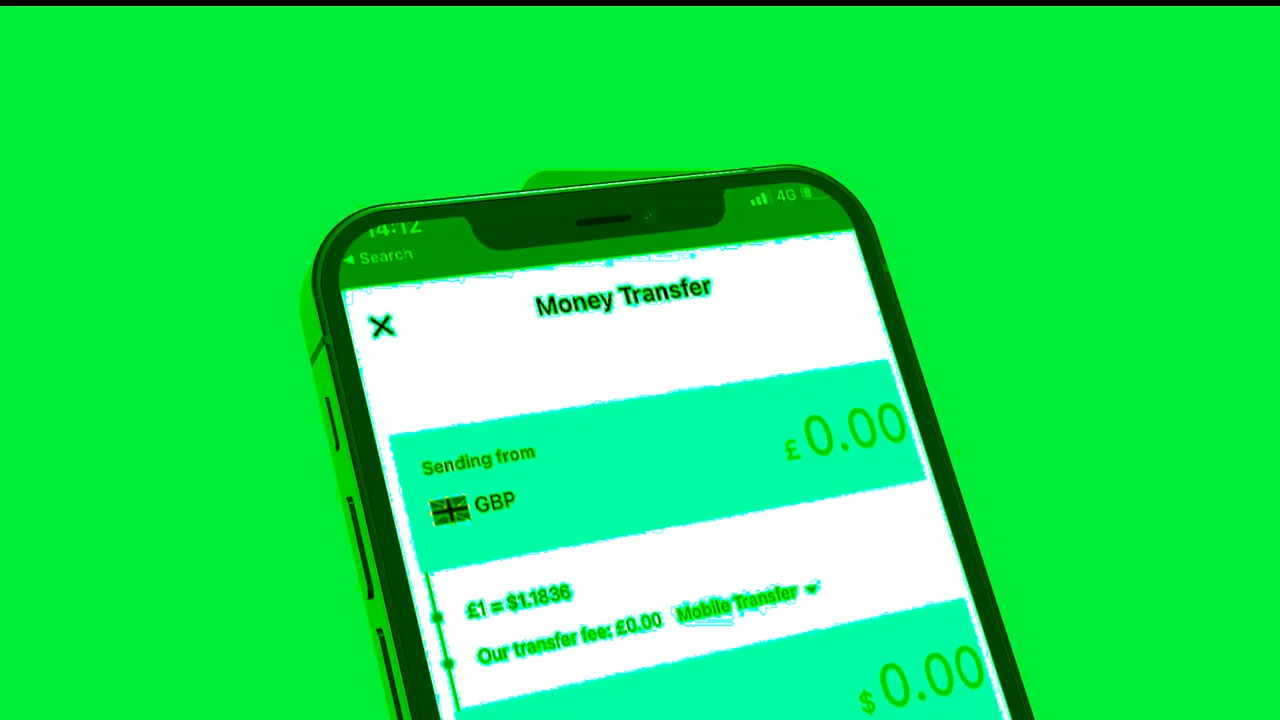 14:12
4G
◀ Search
Money Transfer
Sending from
£0.00
GBP
£1 = $1.1836
Our transfer fee: £0.00 Mobile Transfer
$0.00